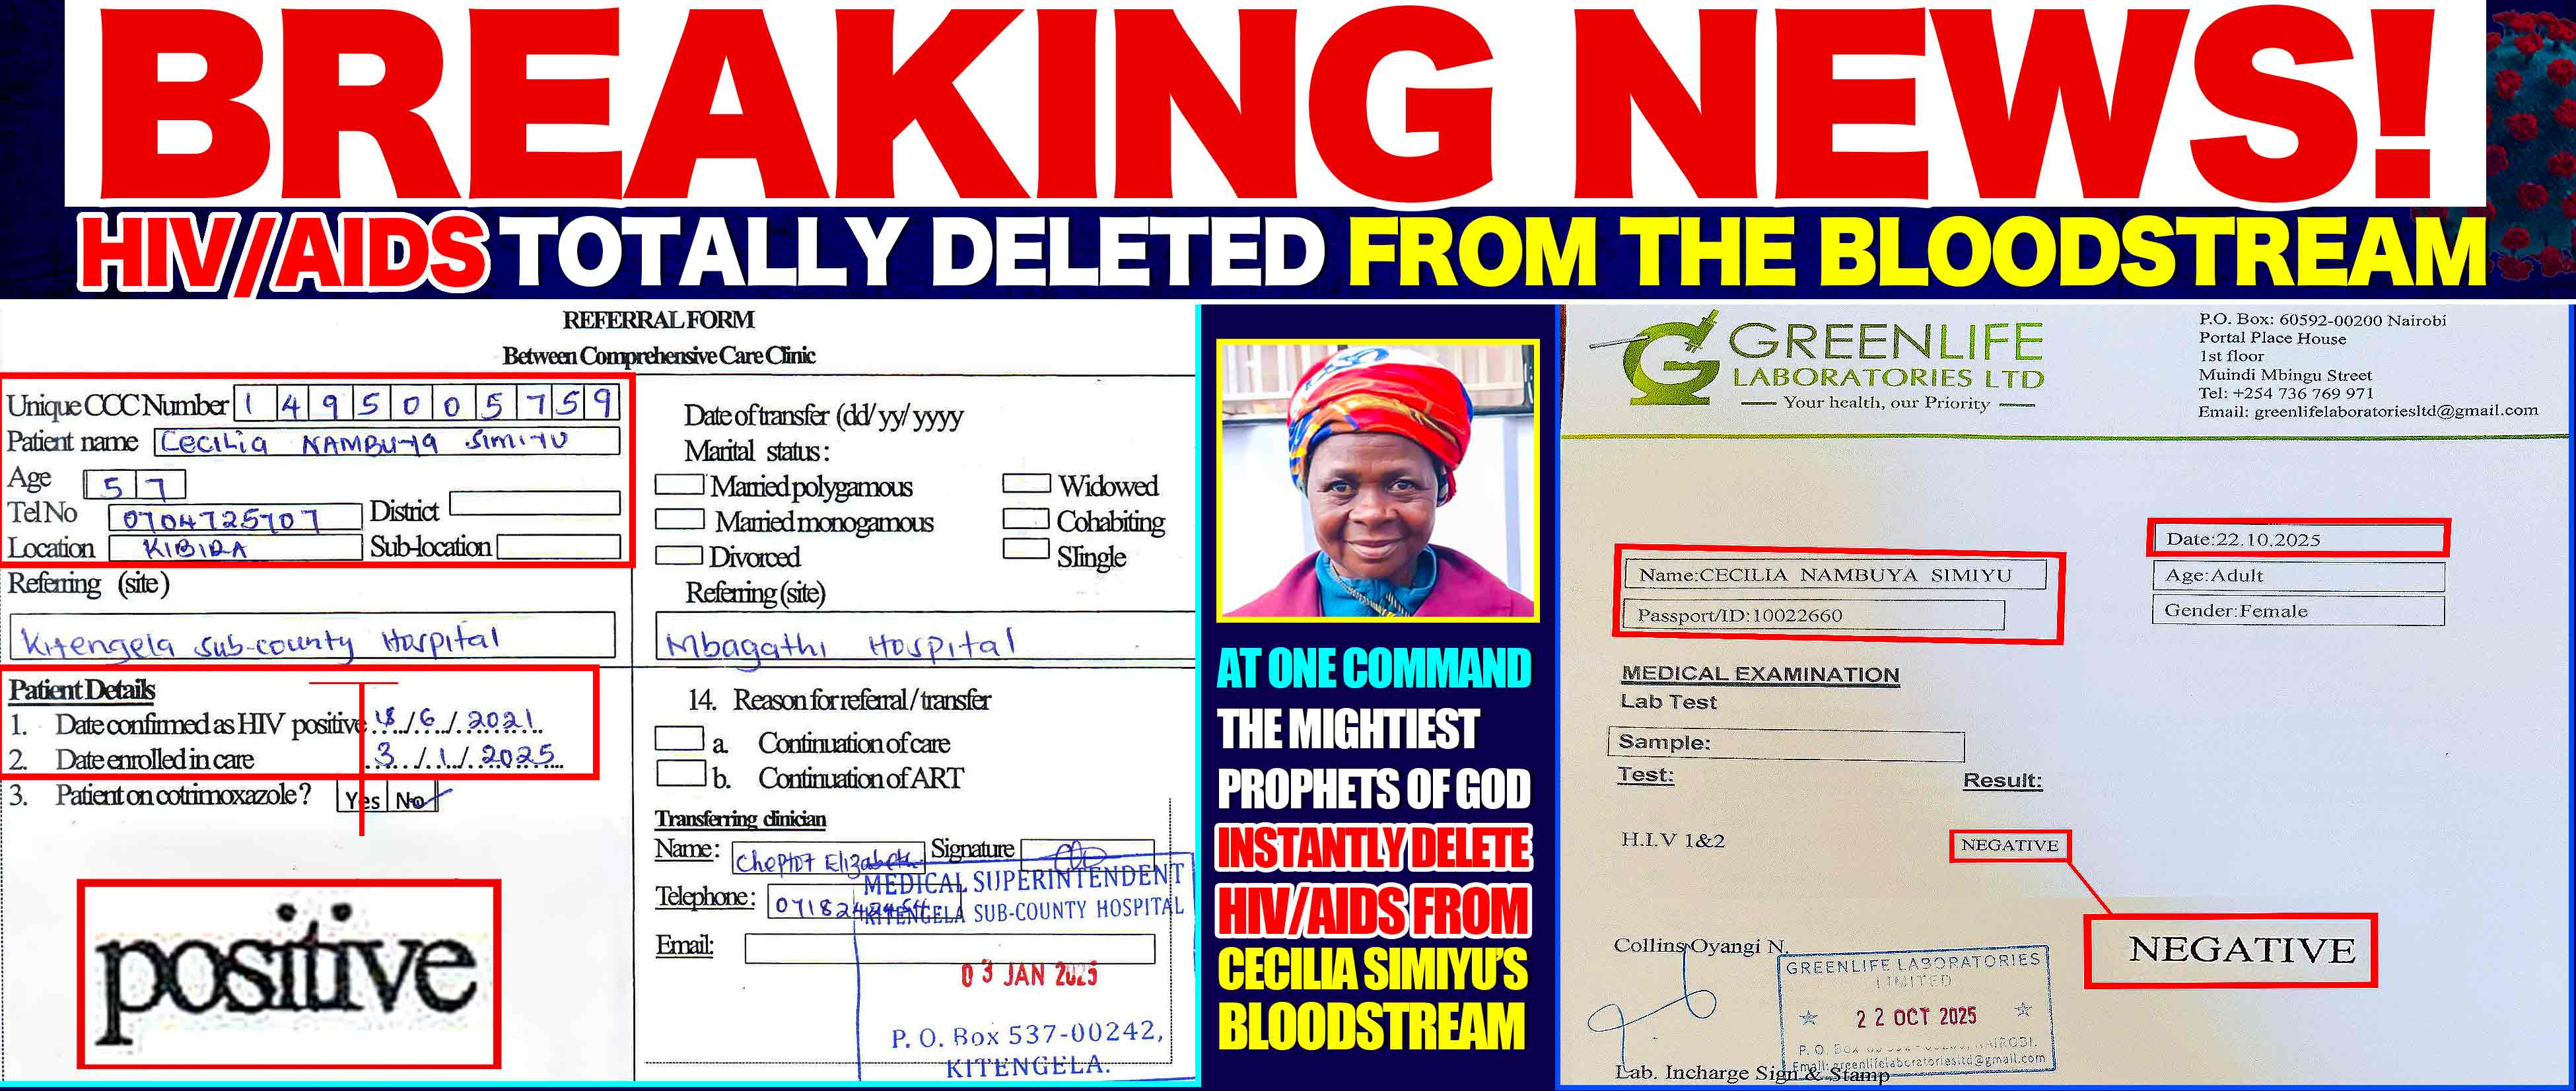 BREAKING NEWS!
HIV/AIDS TOTALLY DELETED FROM THE BLOODSTREAM
REFERRAL FORM
Between Comprehensive Care Clinic
Unique CCC Number 1 4 9 5 0 0 5 7 5 9
Patient name Cecilia NAMBUYA SIMIYU
Age 5 7
Tel No 0704725707 District
Location KIBIRA Sub-location
Referring (site)
Kitengela sub-county Hospital
Patient Details
1. Date confirmed as HIV positive 18/6/2021
2. Date enrolled in care 3/1/2025
3. Patient on cotrimoxazole? Yes No
positive
Date of transfer (dd/yy/yyyy
Marital status:
Married polygamous Widowed
Married monogamous Cohabiting
Divorced SIingle
Referring (site)
Mbagathi Hospital
14. Reason for referral/transfer
a. Continuation of care
b. Continuation of ART
Transferring clinician
Name: Elizabeth Signature
Telephone:
Email:
MEDICAL SUPERINTENDENT
KITENGELA SUB-COUNTY HOSPITAL
03 JAN 2025
P. O. Box 537-00242,
KITENGELA.
AT ONE COMMAND
THE MIGHTIEST
PROPHETS OF GOD
INSTANTLY DELETE
HIV/AIDS FROM
CECILIA SIMIYU'S
BLOODSTREAM
GREENLIFE
LABORATORIES LTD
Your health, our Priority
P.O. Box: 60592-00200 Nairobi
Portal Place House
1st floor
Muindi Mbingu Street
Tel: +254 736 769 971
Email: greenlifelaboratoriesltd@gmail.com
Date:22.10.2025
Name:CECILIA NAMBUYA SIMIYU
Age:Adult
Passport/ID:10022660
Gender:Female
MEDICAL EXAMINATION
Lab Test
Sample:
Test: Result:
H.I.V 1&2 NEGATIVE
NEGATIVE
Collins Oyangi N.
GREENLIFE LABORATORIES
LIMITED
22 OCT 2025
Email: greenlifelaboratoriesltd@gmail.com
Lab. Incharge Sign & Stamp